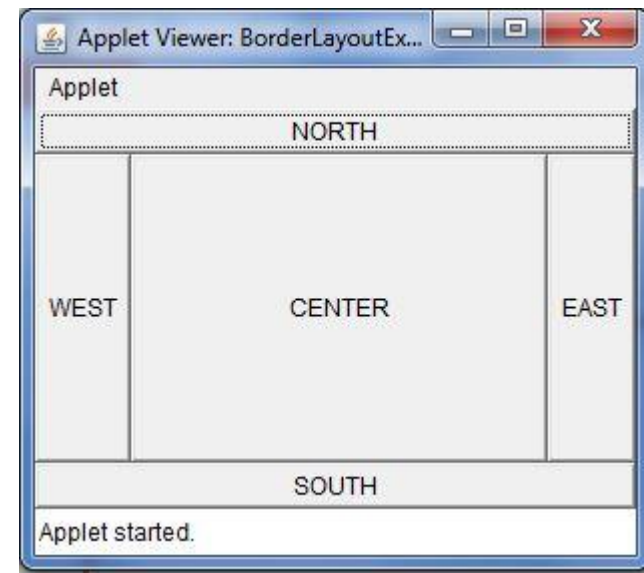 Applet Viewer: BorderLayoutEx...
Applet
NORTH
WEST CENTER EAST
SOUTH
Applet started.